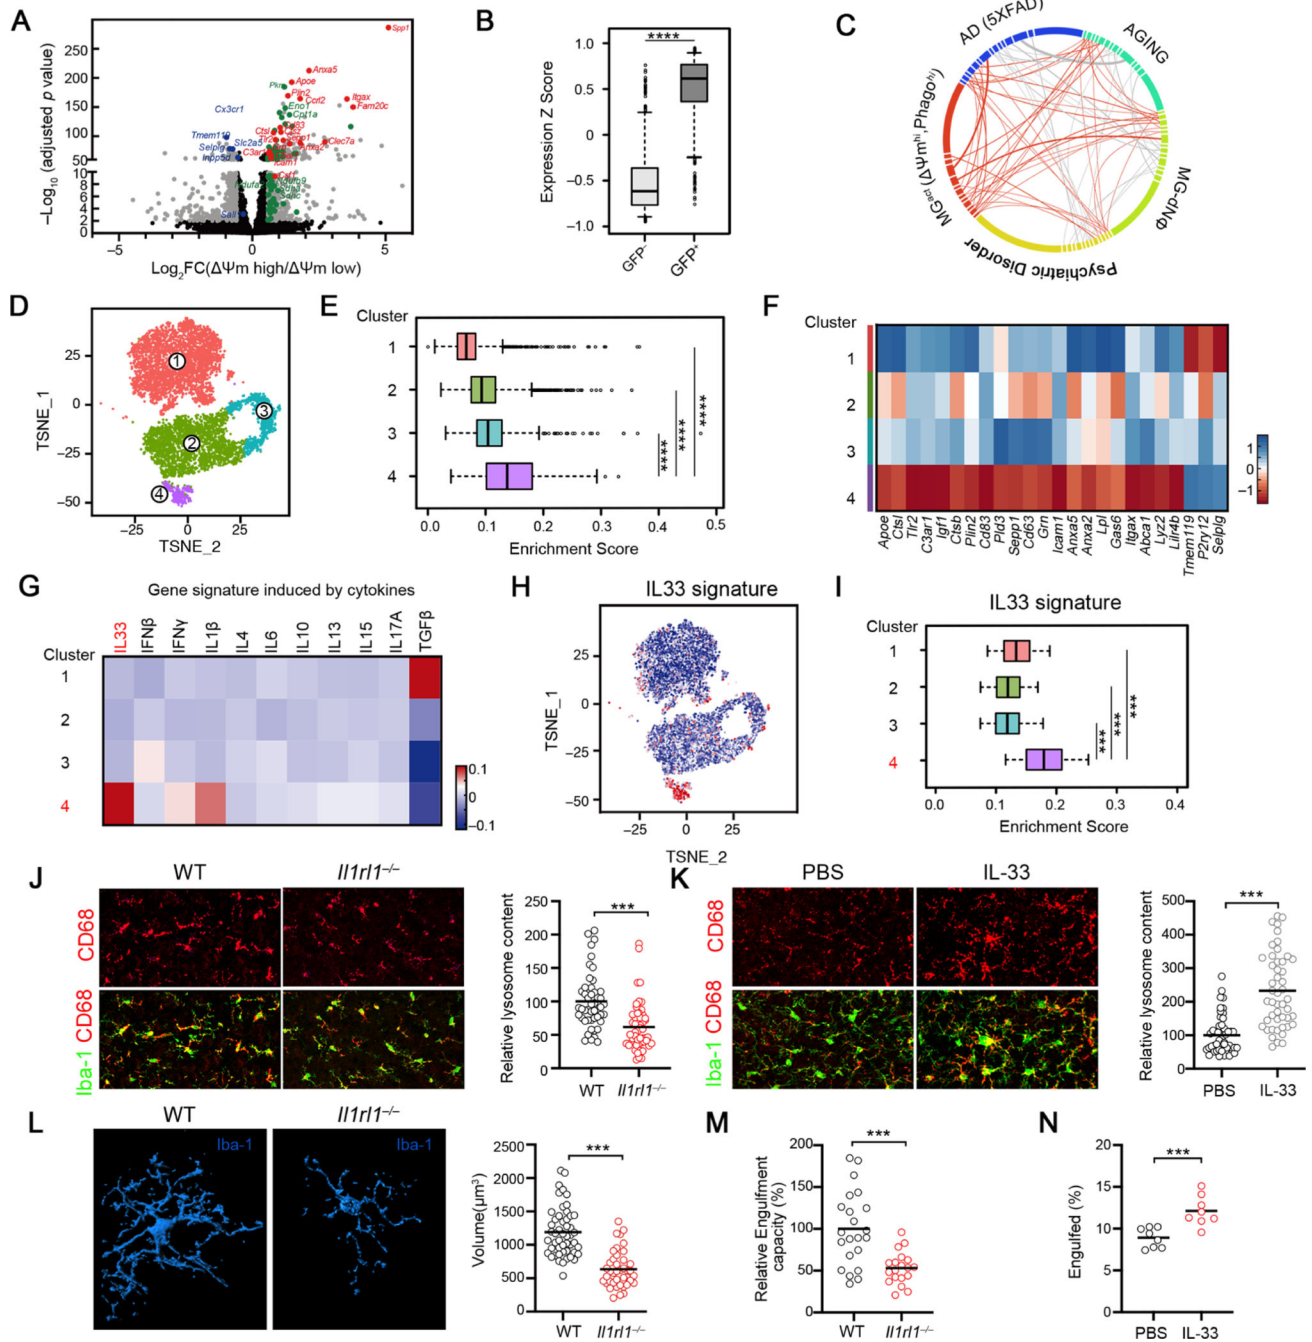 A
−Log10 (adjusted p value)
250
200
150
100
50
10
8
6
4
2
0
Spp1
Anxa5
Apoe
Plin2
Ccrl2
Itgax
Fam20c
Eno1
Cpt1a
Cd83
Clec7a
Cx3cr1
Tmem119
Selplg
Slc2a5
Inpp5d
C3ar1
Icam1
Csf1
Sall1
−5
0
5
Log2FC(ΔΨm high/ΔΨm low)
B
Expression Z Score
1.0
0.5
0
−0.5
−1.0
****
GFP-
GFP+
C
AD (5XFAD)
AGING
MG-dNΦ
Psychiatric Disorder
MGact (ΔΨmhi,Phagohi)
D
TSNE_1
25
0
−25
−50
1
2
3
4
−25
0
25
TSNE_2
E
Cluster
1
2
3
4
****
****
****
0.0
0.1
0.2
0.3
0.4
0.5
Enrichment Score
F
Cluster
1
2
3
4
1
0
−1
Apoe
Ctsl
Tlr2
C3ar1
Igf1
Ctsb
Plin2
Cd83
Pld3
Sepp1
Cd63
Grn
Icam1
Anxa5
Anxa2
Lpl
Gas6
Itgax
Abca1
Lyz2
Lilr4b
Tmem119
P2ry12
Selplg
G
Gene signature induced by cytokines
IL33
IFNβ
IFNγ
IL1β
IL4
IL6
IL10
IL13
IL15
IL17A
TGFβ
Cluster
1
2
3
4
0.1
0
−0.1
H
IL33 signature
TSNE_1
25
0
−25
−50
−25
0
25
TSNE_2
I
IL33 signature
Cluster
1
2
3
4
***
***
***
0.0
0.1
0.2
0.3
0.4
Enrichment Score
J
WT
Il1rl1−/−
CD68
Iba-1 CD68
Relative lysosome content
250
200
150
100
50
0
***
WT
Il1rl1−/−
K
PBS
IL-33
CD68
Iba-1 CD68
Relative lysosome content
500
400
300
200
100
0
***
PBS
IL-33
L
WT
Il1rl1−/−
Iba-1
Iba-1
Volume(µm3)
2500
2000
1500
1000
500
0
***
WT
Il1rl1−/−
M
Relative Engulfment
capacity (%)
200
150
100
50
0
***
WT
Il1rl1−/−
N
Engulfed (%)
20
15
10
5
0
***
PBS
IL-33